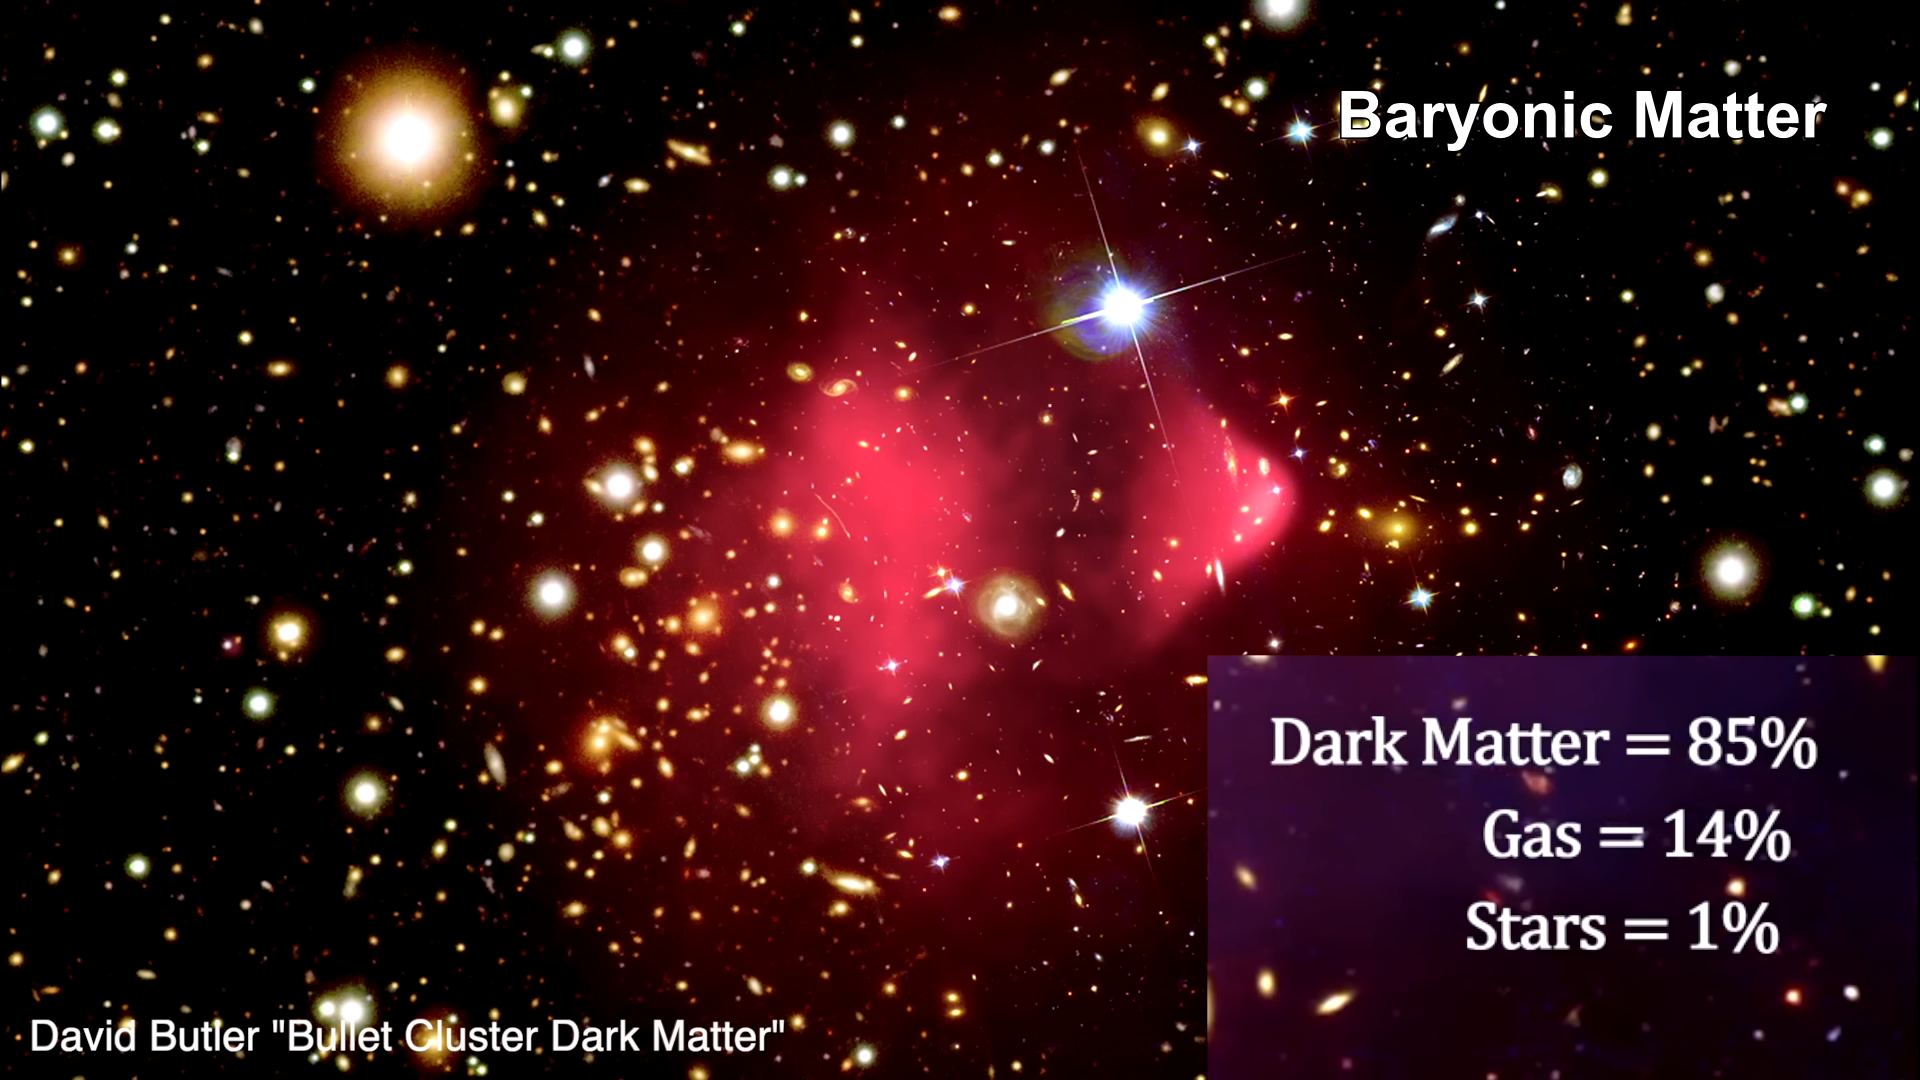 Baryonic Matter
Dark Matter = 85%
Gas = 14%
Stars = 1%
David Butler "Bullet Cluster Dark Matter"